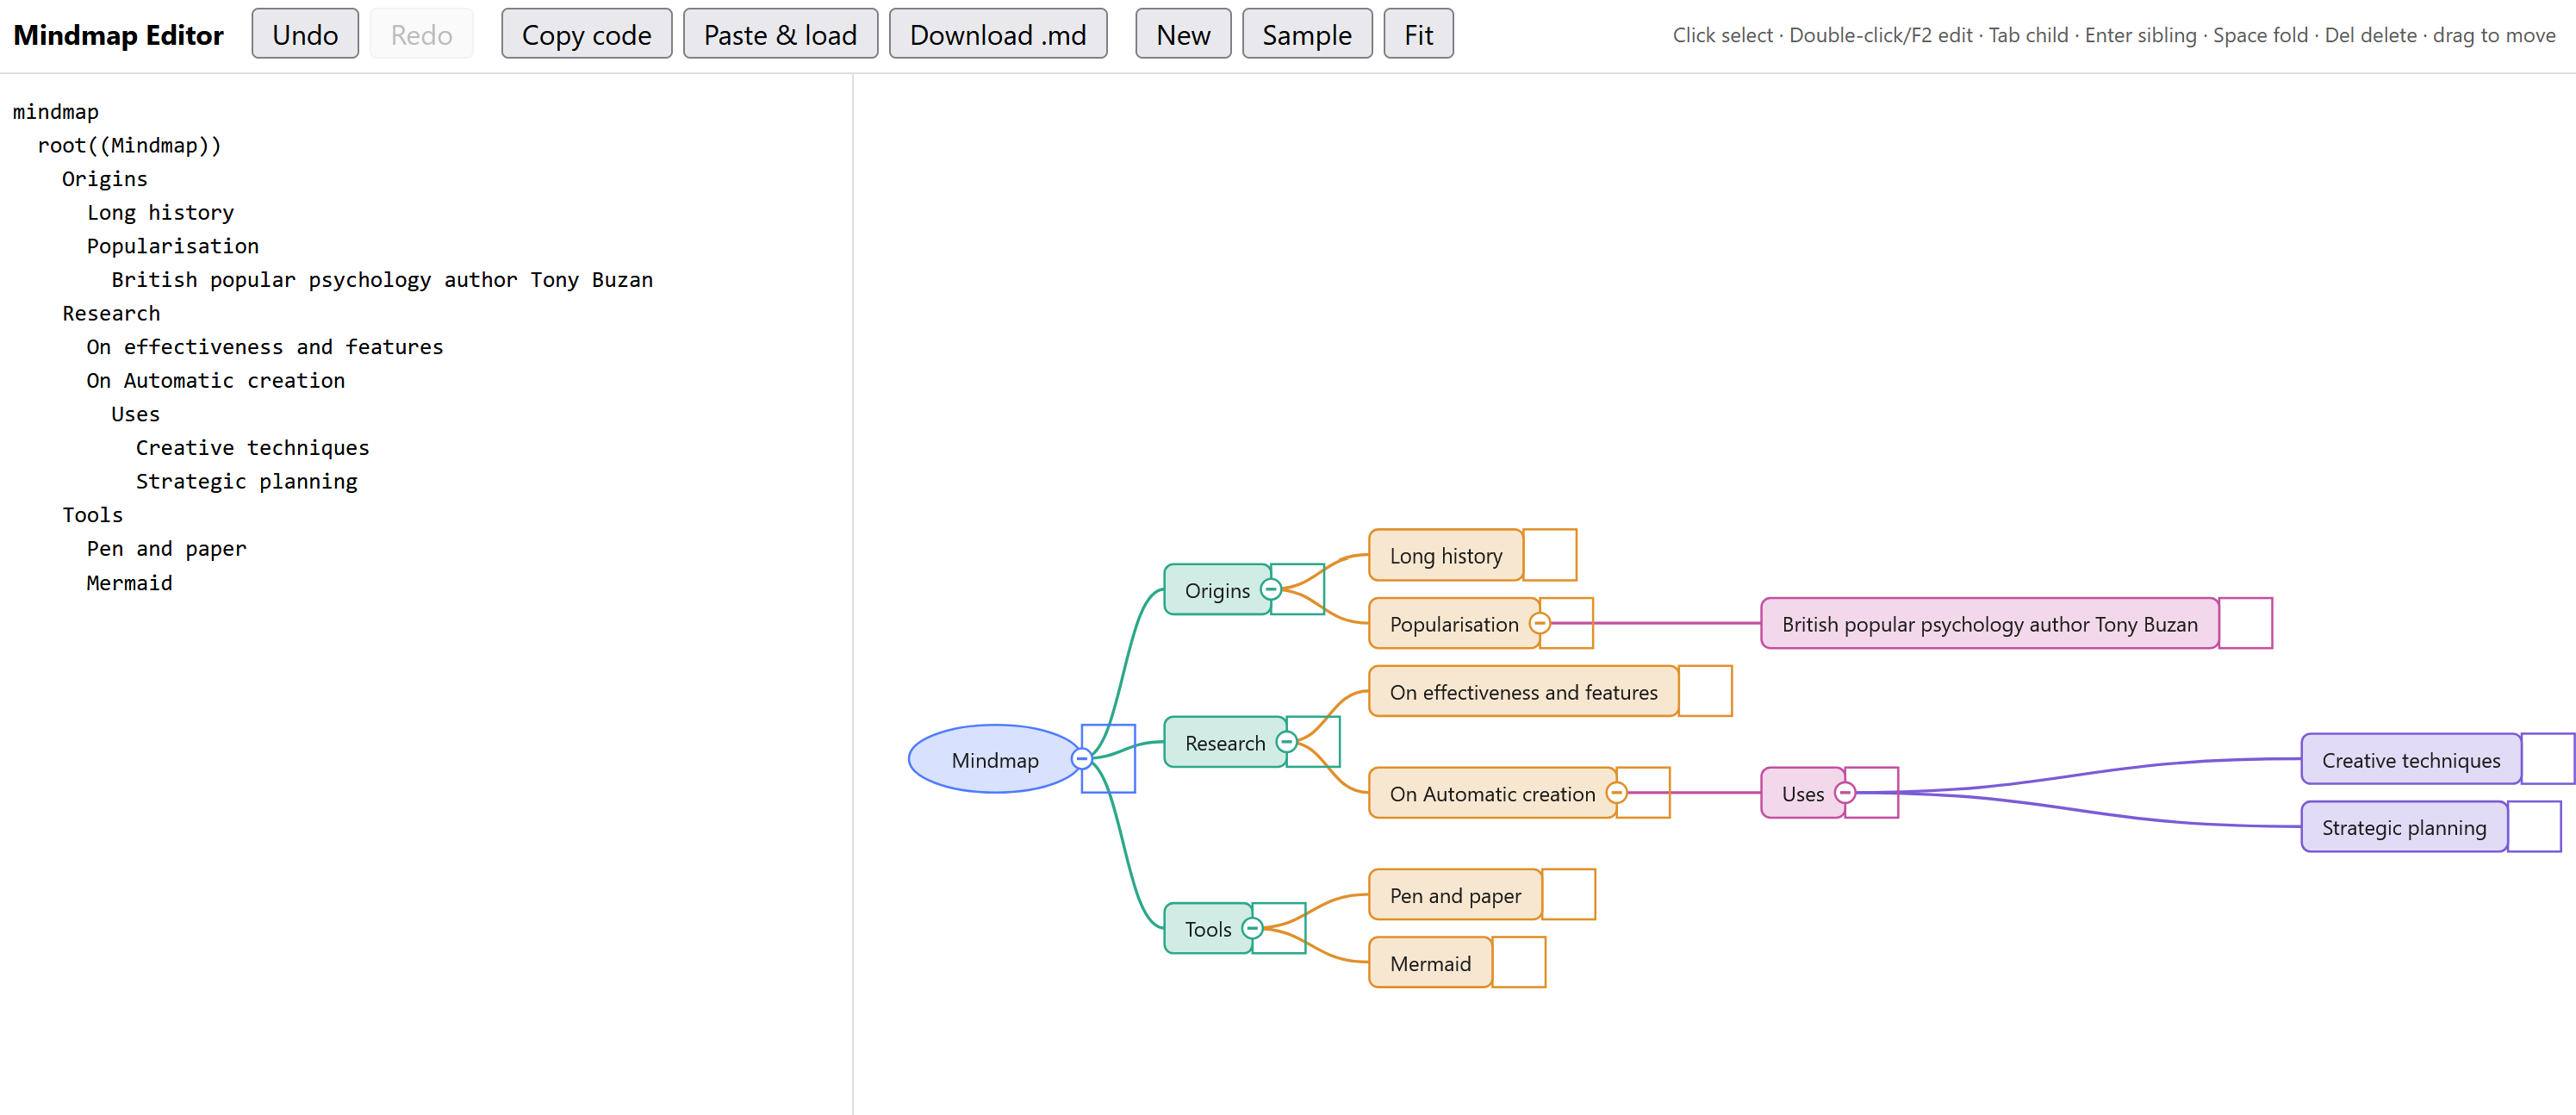 Mindmap Editor Undo Redo Copy code Paste & load Download .md New Sample Fit Click select · Double-click/F2 edit · Tab child · Enter sibling · Space fold · Del delete · drag to move
mindmap
root((Mindmap))
Origins
Long history
Popularisation
British popular psychology author Tony Buzan
Research
On effectiveness and features
On Automatic creation
Uses
Creative techniques
Strategic planning
Tools
Pen and paper
Mermaid
Mindmap
Origins
Long history
Popularisation
British popular psychology author Tony Buzan
Research
On effectiveness and features
On Automatic creation
Uses
Creative techniques
Strategic planning
Tools
Pen and paper
Mermaid